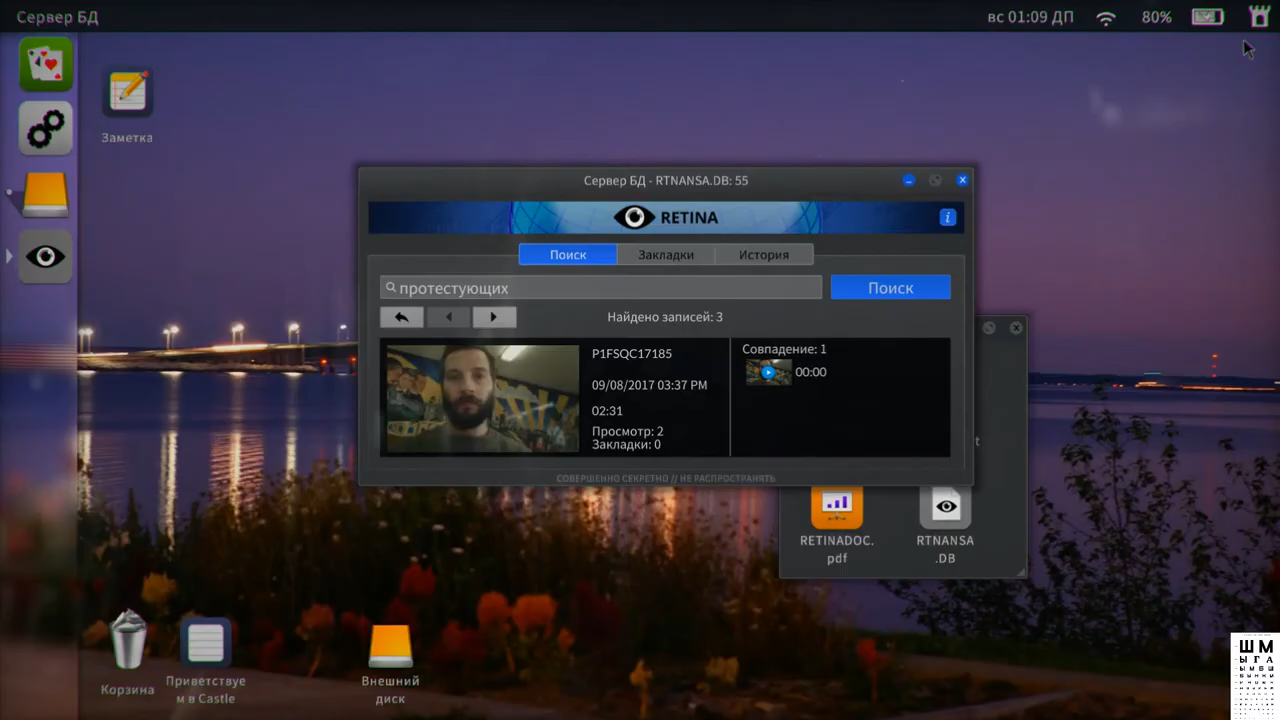 Сервер БД
вс 01:09 ДП
80%
Заметка
Сервер БД - RTNANSA.DB: 55
RETINA
i
Поиск
Закладки
История
протестующих
Поиск
Найдено записей: 3
P1FSQC17185
09/08/2017 03:37 PM
02:31
Просмотр: 2
Закладки: 0
Совпадение: 1
00:00
СОВЕРШЕННО СЕКРЕТНО // НЕ РАСПРОСТРАНЯТЬ
t
RETINADOC.
pdf
RTNANSA
.DB
Корзина
Приветствуе
м в Castle
Внешний
диск
Ш М
Ы Г А